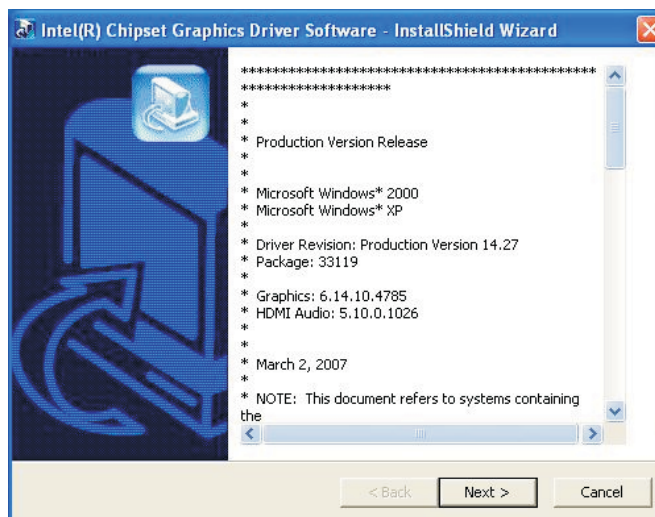 Intel(R) Chipset Graphics Driver Software - InstallShield Wizard
*********************************************
*******************
*
*
* Production Version Release
*
*
* Microsoft Windows* 2000
* Microsoft Windows* XP
*
* Driver Revision: Production Version 14.27
* Package: 33119
*
* Graphics: 6.14.10.4785
* HDMI Audio: 5.10.0.1026
*
*
* March 2, 2007
*
* NOTE: This document refers to systems containing
the
< Back
Next >
Cancel